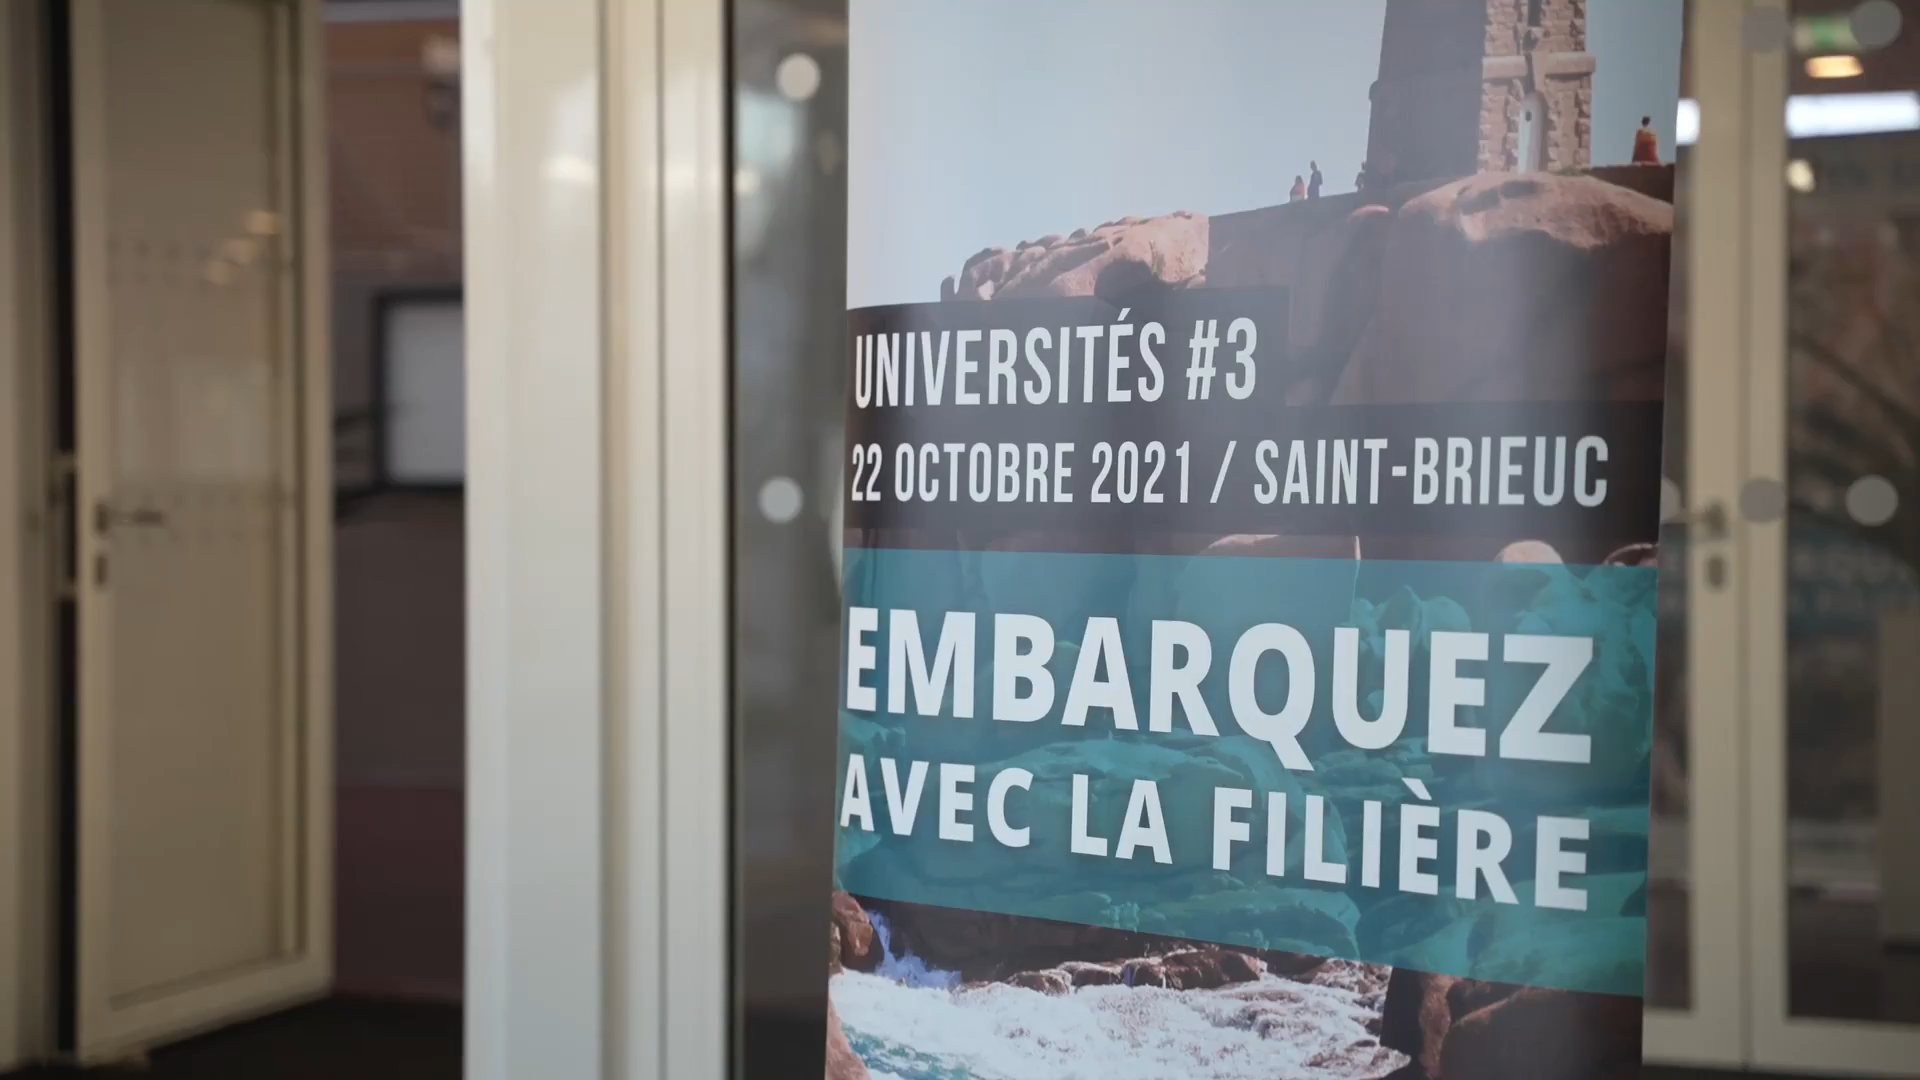 UNIVERSITÉS #3
22 OCTOBRE 2021 / SAINT-BRIEUC
EMBARQUEZ
AVEC LA FILIÈRE